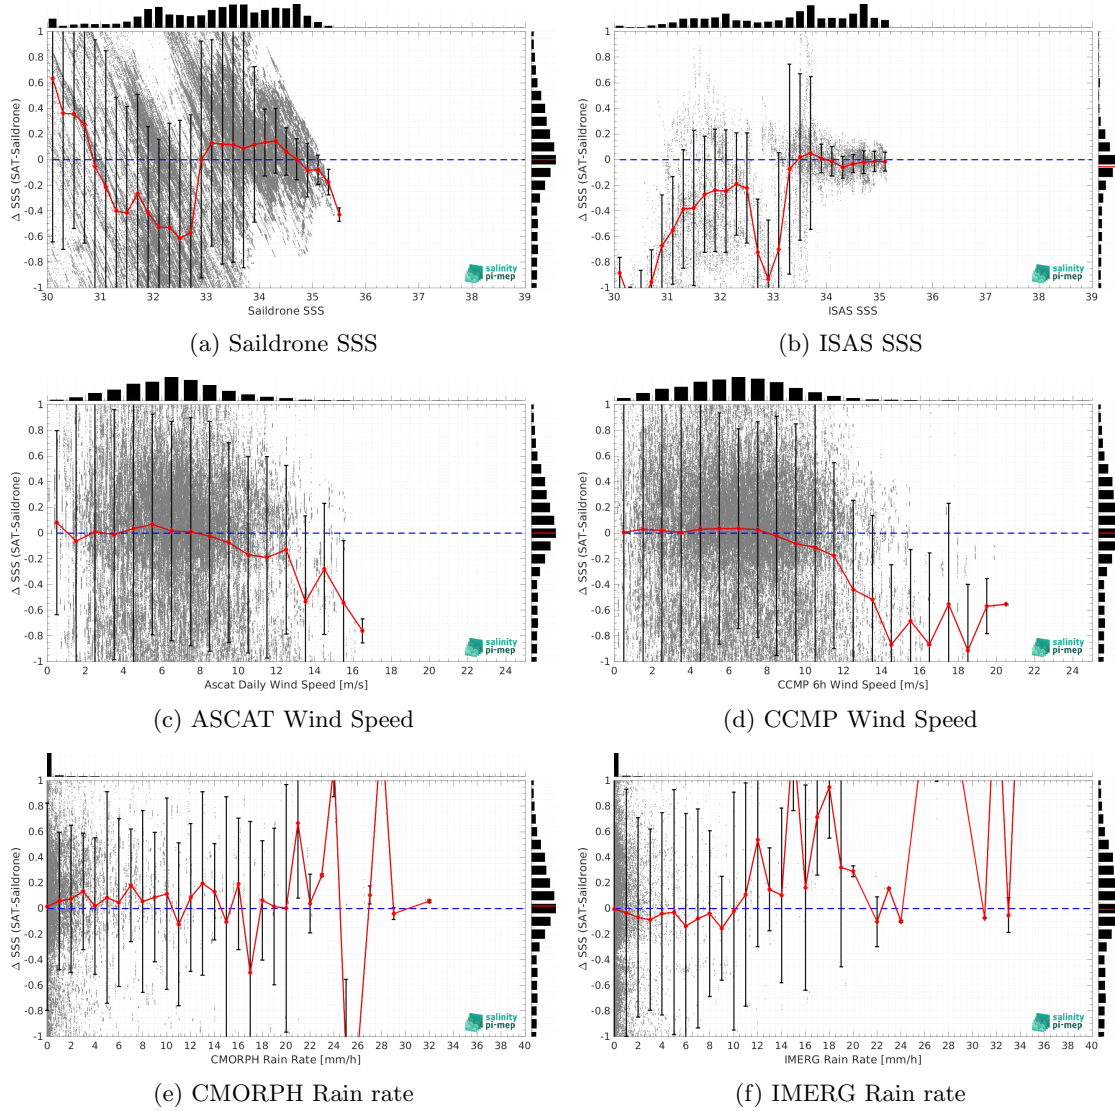 1
0.8
0.6
0.4
0.2
0
-0.2
-0.4
-0.6
-0.8
-1
Δ SSS (SAT-Saildrone)
30 31 32 33 34 35 36 37 38 39
Saildrone SSS
salinity
pi-mep
(a) Saildrone SSS
1
0.8
0.6
0.4
0.2
0
-0.2
-0.4
-0.6
-0.8
-1
Δ SSS (SAT-Saildrone)
30 31 32 33 34 35 36 37 38 39
ISAS SSS
salinity
pi-mep
(b) ISAS SSS
1
0.8
0.6
0.4
0.2
0
-0.2
-0.4
-0.6
-0.8
-1
Δ SSS (SAT-Saildrone)
0 2 4 6 8 10 12 14 16 18 20 22 24
Ascat Daily Wind Speed [m/s]
salinity
pi-mep
(c) ASCAT Wind Speed
1
0.8
0.6
0.4
0.2
0
-0.2
-0.4
-0.6
-0.8
-1
Δ SSS (SAT-Saildrone)
0 2 4 6 8 10 12 14 16 18 20 22 24
CCMP 6h Wind Speed [m/s]
salinity
pi-mep
(d) CCMP Wind Speed
1
0.8
0.6
0.4
0.2
0
-0.2
-0.4
-0.6
-0.8
-1
Δ SSS (SAT-Saildrone)
0 2 4 6 8 10 12 14 16 18 20 22 24 26 28 30 32 34 36 38 40
CMORPH Rain Rate [mm/h]
salinity
pi-mep
(e) CMORPH Rain rate
1
0.8
0.6
0.4
0.2
0
-0.2
-0.4
-0.6
-0.8
-1
Δ SSS (SAT-Saildrone)
0 2 4 6 8 10 12 14 16 18 20 22 24 26 28 30 32 34 36 38 40
IMERG Rain Rate [mm/h]
salinity
pi-mep
(f) IMERG Rain rate